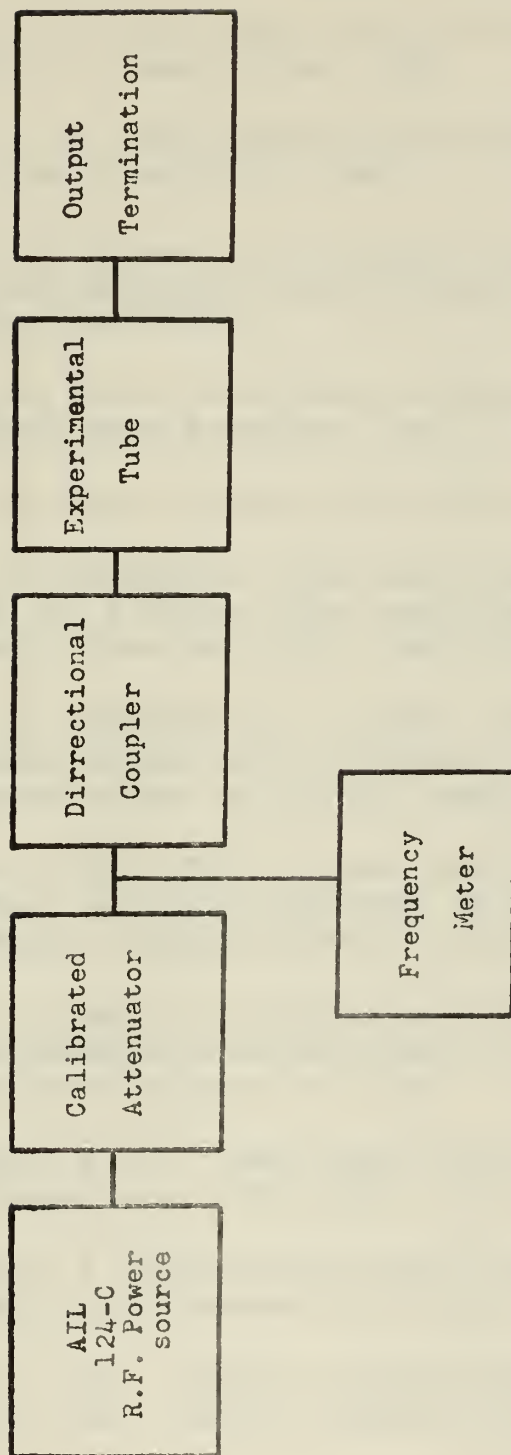 AIL
124-C
R.F. Power
source
Calibrated
Attenuator
Dirrectional
Coupler
Experimental
Tube
Output
Termination
Frequency
Meter